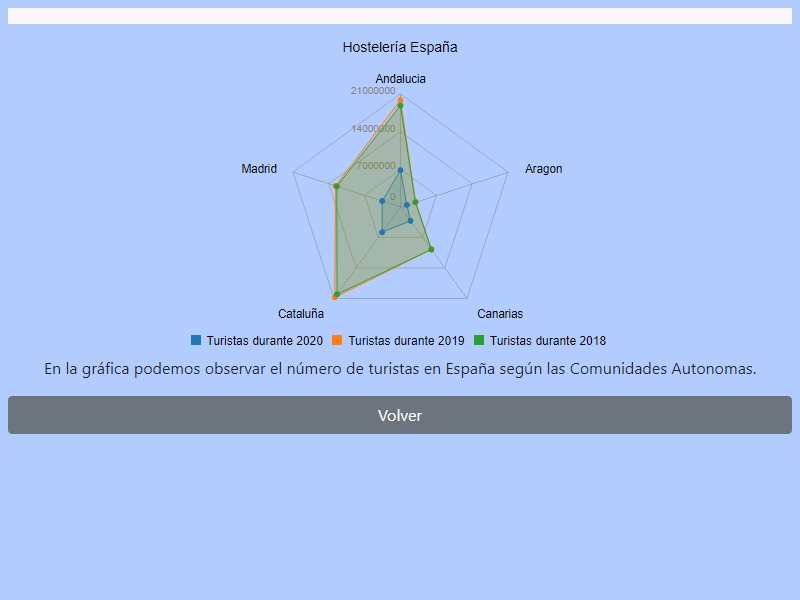 Hostelería España
Andalucia
21000000
14000000
7000000
0
Madrid
Aragon
Cataluña
Canarias
Turistas durante 2020 Turistas durante 2019 Turistas durante 2018
En la gráfica podemos observar el número de turistas en España según las Comunidades Autonomas.
Volver